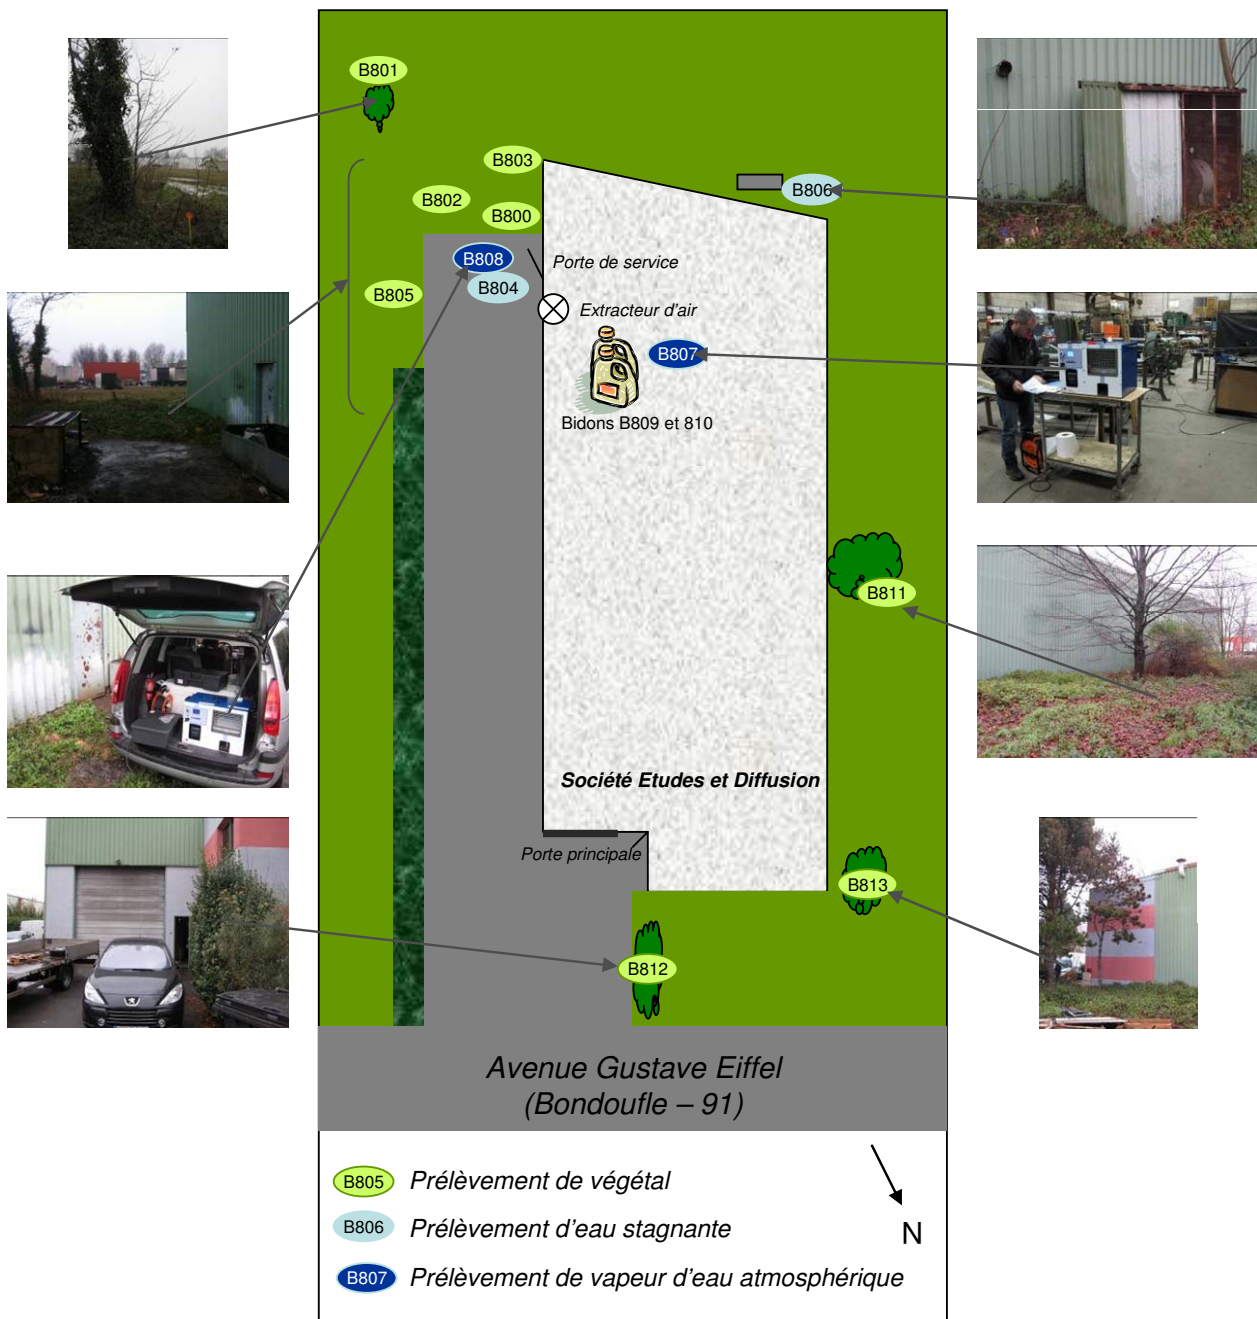 B801
B803
B802
B800
B806
B808
Porte de service
B804
B805
Extracteur d'air
B807
Bidons B809 et 810
B811
Société Etudes et Diffusion
Porte principale
B813
B812
Avenue Gustave Eiffel
(Bondoufle – 91)
B805 Prélèvement de végétal
B806 Prélèvement d'eau stagnante
N
B807 Prélèvement de vapeur d'eau atmosphérique